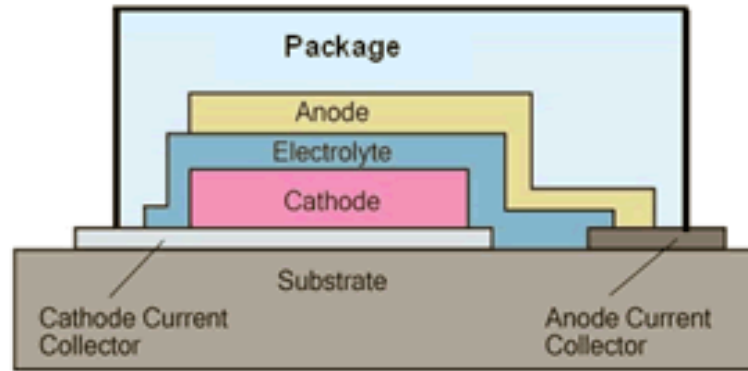 Package
Anode
Electrolyte
Cathode
Substrate
Cathode Current
Collector
Anode Current
Collector